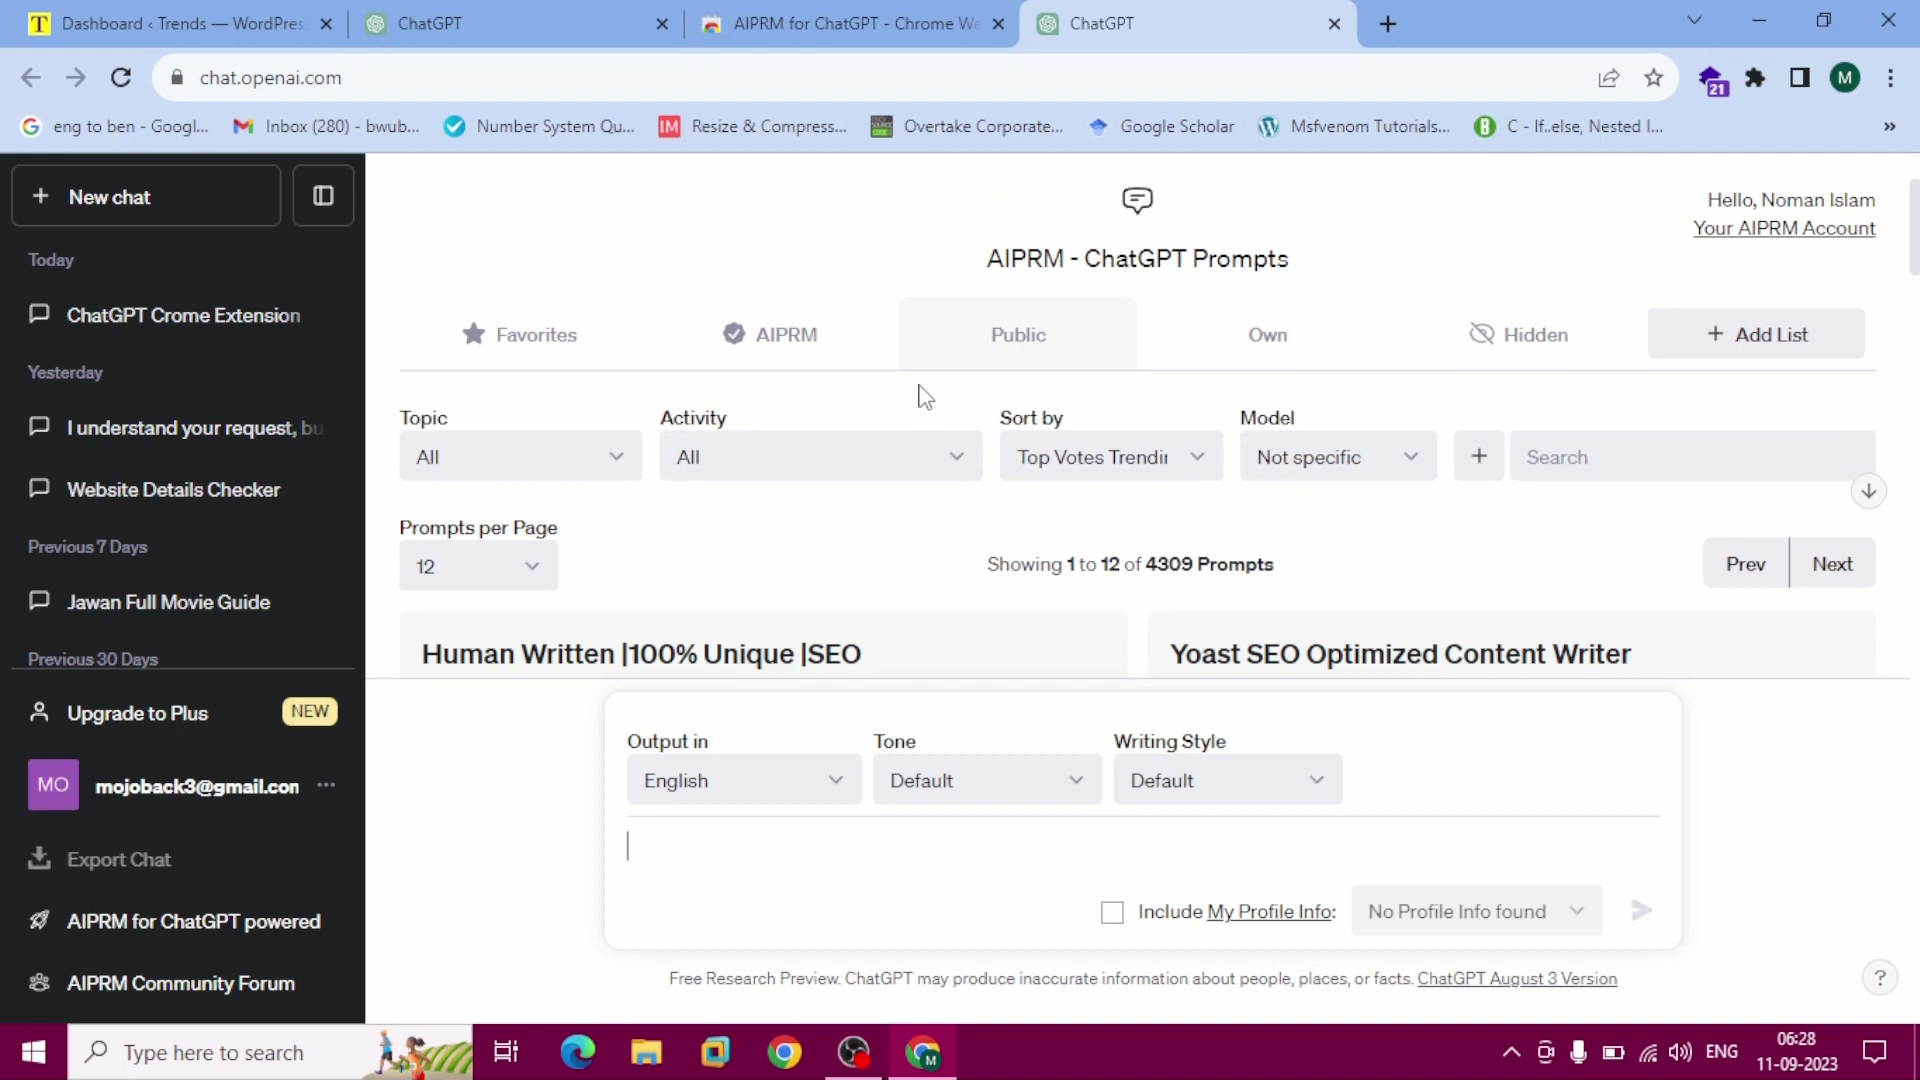 Dashboard ‹ Trends — WordPres
ChatGPT
AIPRM for ChatGPT - Chrome We
ChatGPT
chat.openai.com
21
M
eng to ben - Googl...
Inbox (280) - bwub...
Number System Qu...
IM Resize & Compress...
Overtake Corporate...
Google Scholar
Msfvenom Tutorials...
C - If..else, Nested I...
»
New chat
Today
ChatGPT Crome Extension
Yesterday
I understand your request, bu
Website Details Checker
Previous 7 Days
Jawan Full Movie Guide
Previous 30 Days
Upgrade to Plus NEW
MO mojoback3@gmail.con ...
Export Chat
AIPRM for ChatGPT powered
AIPRM Community Forum
Hello, Noman Islam
Your AIPRM Account
AIPRM - ChatGPT Prompts
Favorites
AIPRM
Public
Own
Hidden
+ Add List
Topic
Activity
Sort by
Model
All
All
Top Votes Trendin
Not specific
+
Search
Prompts per Page
12
Showing 1 to 12 of 4309 Prompts
Prev
Next
Human Written |100% Unique |SEO
Yoast SEO Optimized Content Writer
Output in
Tone
Writing Style
English
Default
Default
Include My Profile Info:
No Profile Info found
Free Research Preview. ChatGPT may produce inaccurate information about people, places, or facts. ChatGPT August 3 Version
?
Type here to search
M
ENG
06:28
11-09-2023